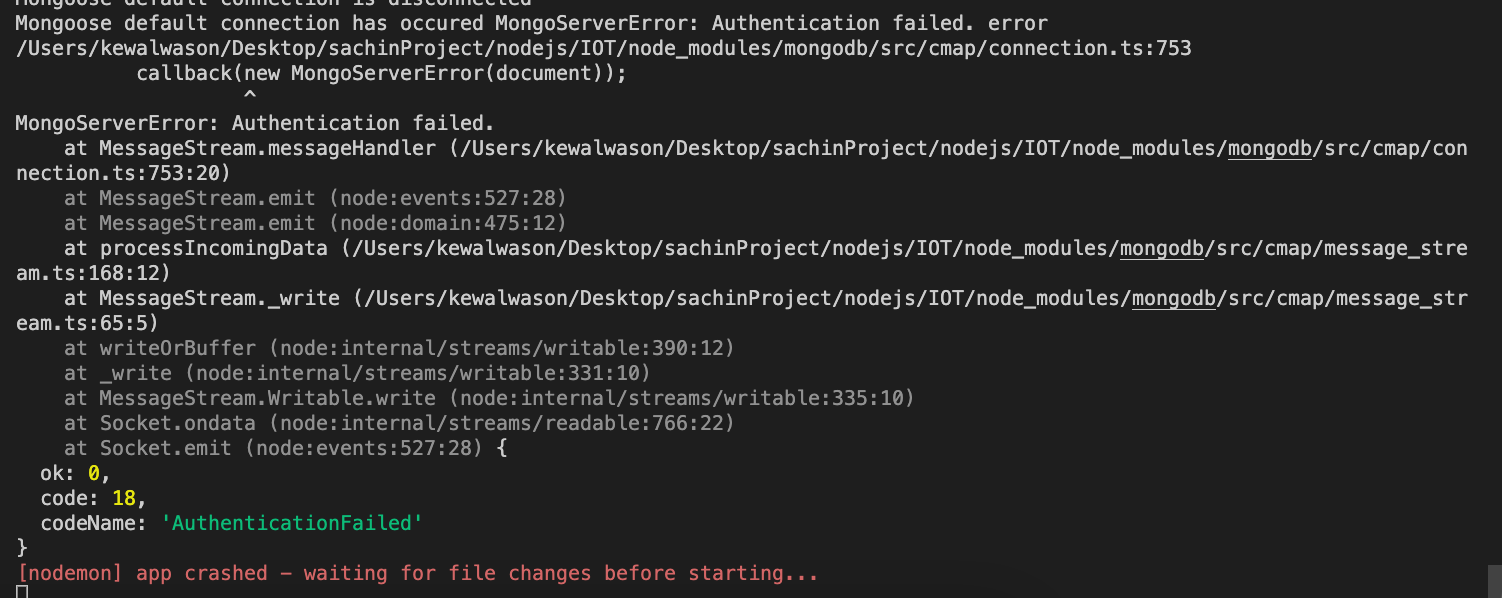 Mongoose default connection is disconnected
Mongoose default connection has occured MongoServerError: Authentication failed. error
/Users/kewalwason/Desktop/sachinProject/nodejs/IOT/node_modules/mongodb/src/cmap/connection.ts:753
          callback(new MongoServerError(document));
                   ^
MongoServerError: Authentication failed.
    at MessageStream.messageHandler (/Users/kewalwason/Desktop/sachinProject/nodejs/IOT/node_modules/mongodb/src/cmap/con
nection.ts:753:20)
    at MessageStream.emit (node:events:527:28)
    at MessageStream.emit (node:domain:475:12)
    at processIncomingData (/Users/kewalwason/Desktop/sachinProject/nodejs/IOT/node_modules/mongodb/src/cmap/message_stre
am.ts:168:12)
    at MessageStream._write (/Users/kewalwason/Desktop/sachinProject/nodejs/IOT/node_modules/mongodb/src/cmap/message_str
eam.ts:65:5)
    at writeOrBuffer (node:internal/streams/writable:390:12)
    at _write (node:internal/streams/writable:331:10)
    at MessageStream.Writable.write (node:internal/streams/writable:335:10)
    at Socket.ondata (node:internal/streams/readable:766:22)
    at Socket.emit (node:events:527:28) {
  ok: 0,
  code: 18,
  codeName: 'AuthenticationFailed'
}
[nodemon] app crashed – waiting for file changes before starting...